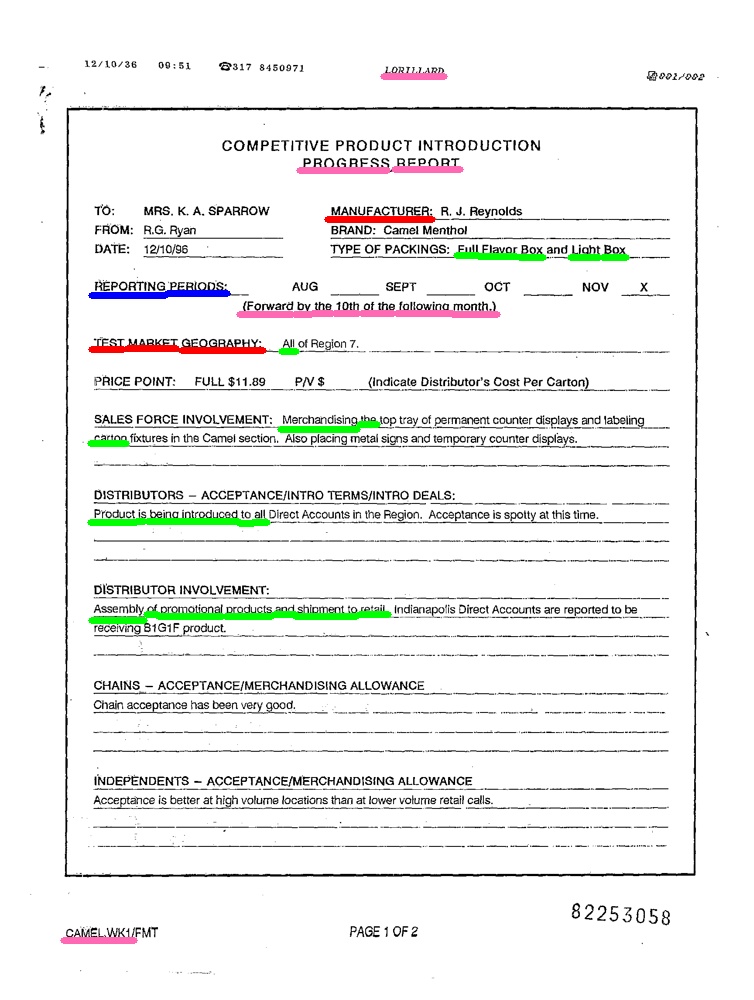 12/10/36 09:51 ☎317 8450971 LORILLARD 001/002
COMPETITIVE PRODUCT INTRODUCTION
PROGRESS REPORT
TO: MRS. K. A. SPARROW MANUFACTURER: R. J. Reynolds
FROM: R.G. Ryan BRAND: Camel Menthol
DATE: 12/10/96 TYPE OF PACKINGS: Full Flavor Box and Light Box
REPORTING PERIODS: AUG SEPT OCT NOV X
(Forward by the 10th of the following month.)
TEST MARKET GEOGRAPHY: All of Region 7.
PRICE POINT: FULL $11.89 P/V $ (Indicate Distributor's Cost Per Carton)
SALES FORCE INVOLVEMENT: Merchandising the top tray of permanent counter displays and labeling
carton fixtures in the Camel section. Also placing metal signs and temporary counter displays.
DISTRIBUTORS – ACCEPTANCE/INTRO TERMS/INTRO DEALS:
Product is being introduced to all Direct Accounts in the Region. Acceptance is spotty at this time.
DISTRIBUTOR INVOLVEMENT:
Assembly of promotional products and shipment to retail. Indianapolis Direct Accounts are reported to be
receiving B1G1F product.
CHAINS – ACCEPTANCE/MERCHANDISING ALLOWANCE
Chain acceptance has been very good.
INDEPENDENTS – ACCEPTANCE/MERCHANDISING ALLOWANCE
Acceptance is better at high volume locations than at lower volume retail calls.
82253058
CAMEL.WK1/FMT PAGE 1 OF 2